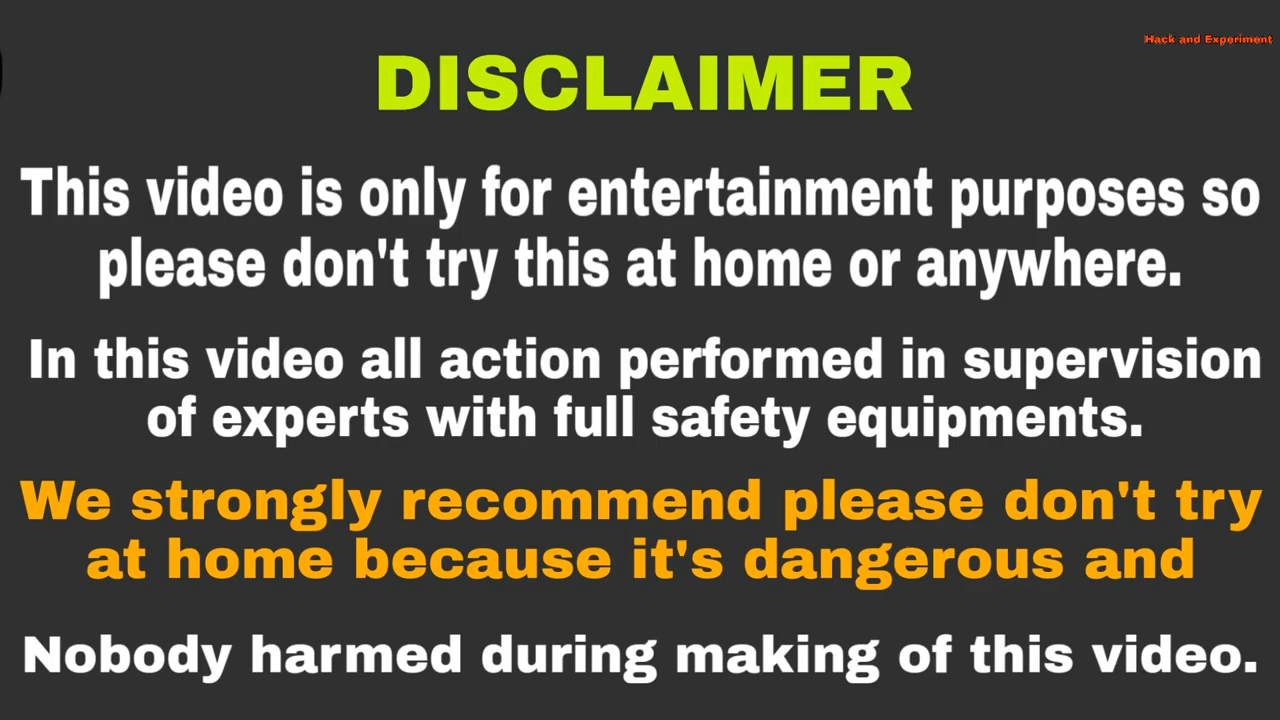 Hack and Experiment
DISCLAIMER
This video is only for entertainment purposes so
please don't try this at home or anywhere.
In this video all action performed in supervision
of experts with full safety equipments.
We strongly recommend please don't try
at home because it's dangerous and
Nobody harmed during making of this video.